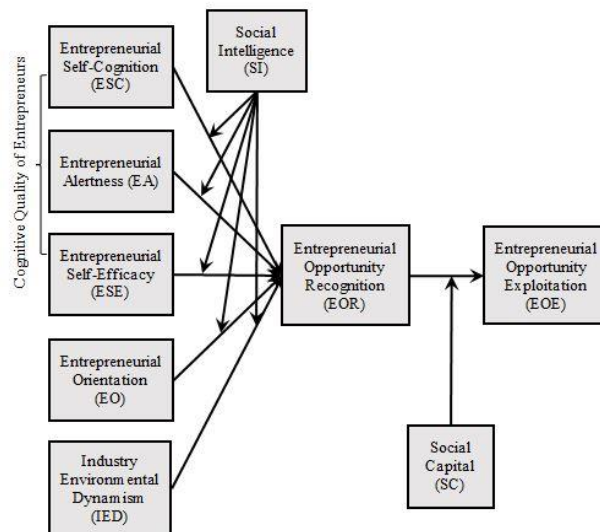 Cognitive Quality of Entrepreneurs
Entrepreneurial
Self-Cognition
(ESC)
Social
Intelligence
(SI)
Entrepreneurial
Alertness (EA)
Entrepreneurial
Self-Efficacy
(ESE)
Entrepreneurial
Opportunity
Recognition
(EOR)
Entrepreneurial
Opportunity
Exploitation
(EOE)
Entrepreneurial
Orientation
(EO)
Industry
Environmental
Dynamism
(IED)
Social
Capital
(SC)